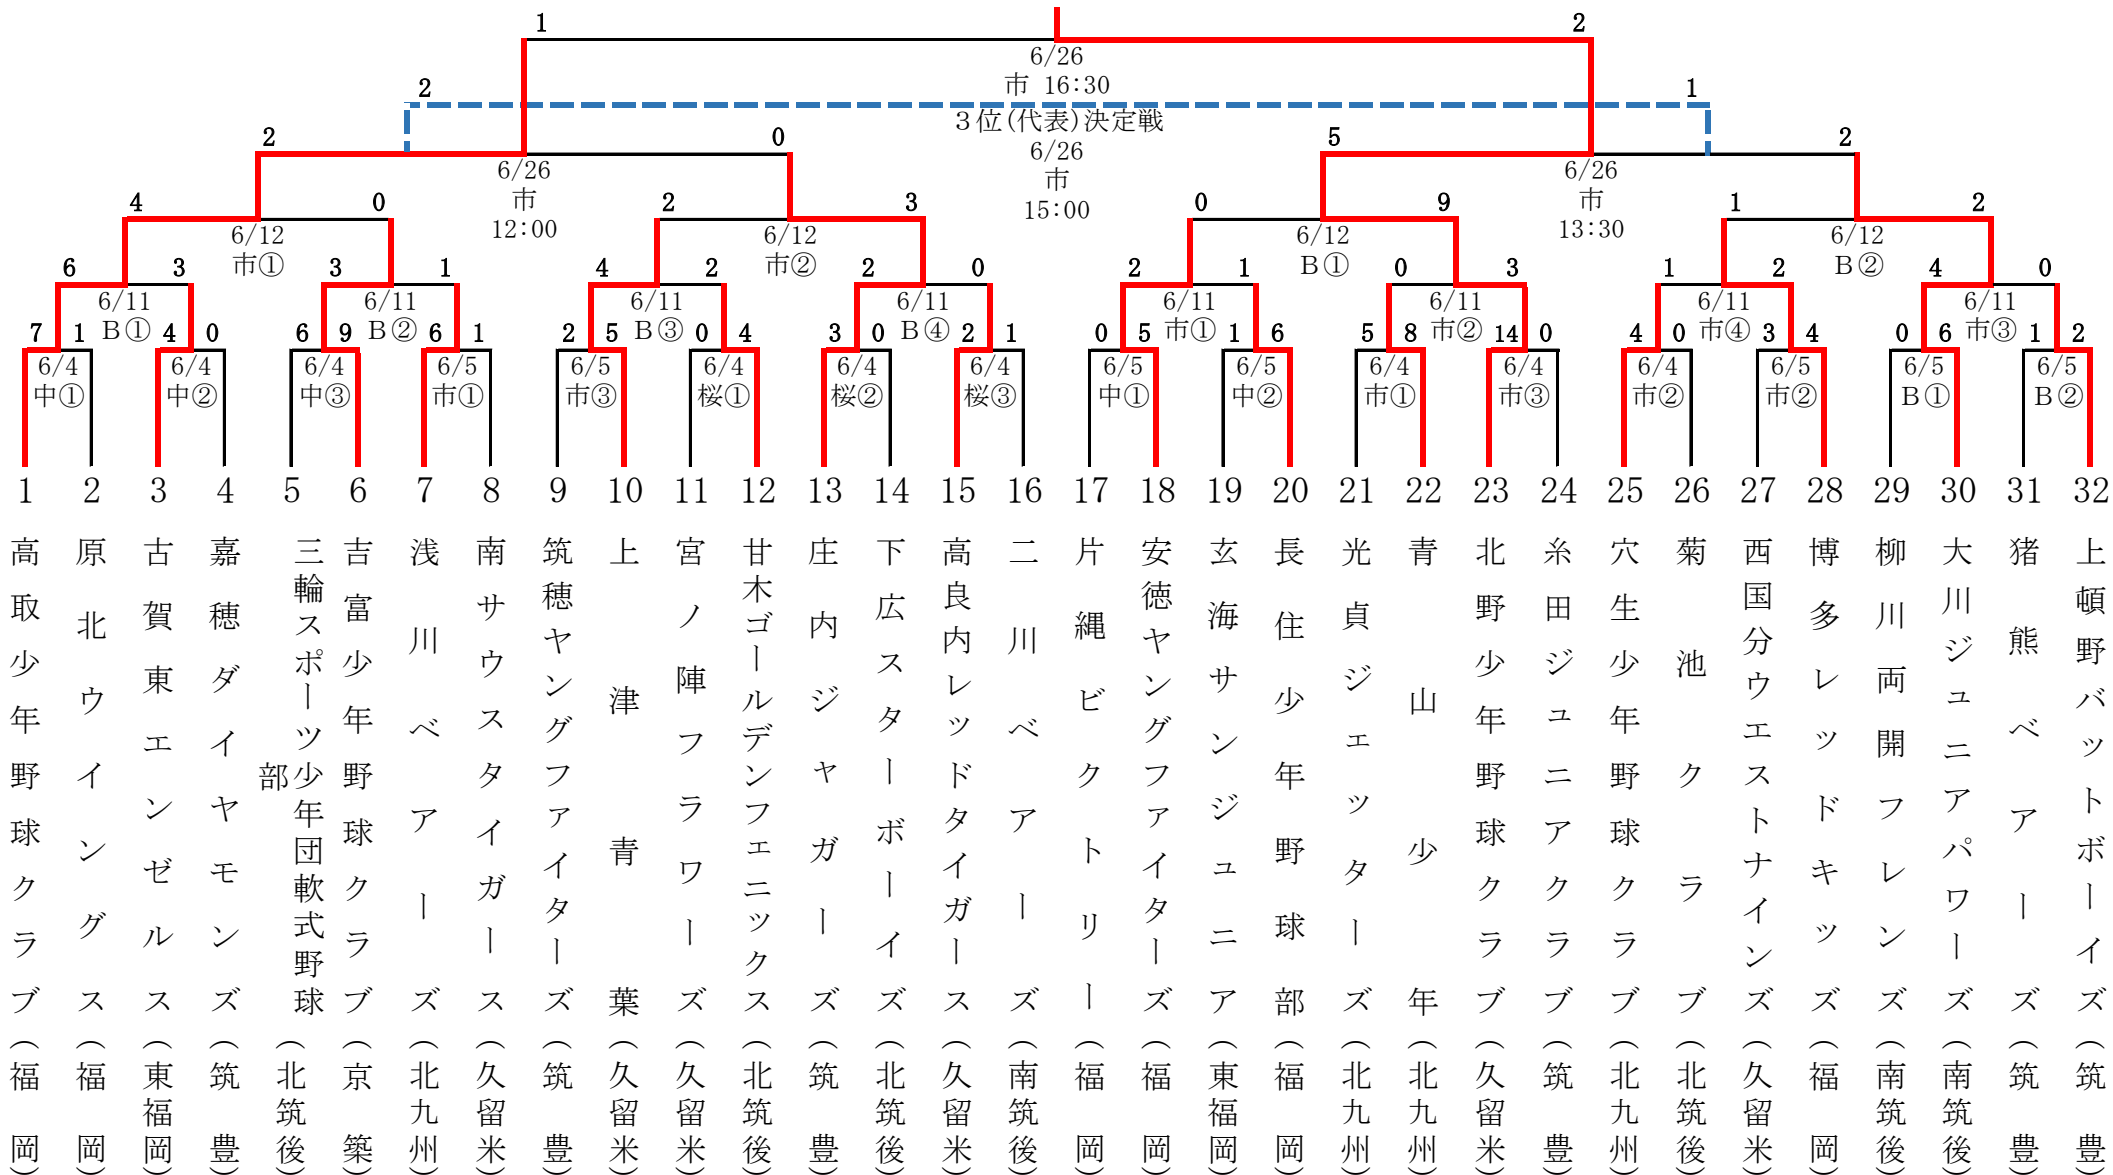 1 2
6/26
市 16:30
2 1
3位(代表)決定戦
6/26
市
15:00
2 0 5 2
6/26
市
12:00
6/26
市
13:30
4 0 2 3 0 9 1 2
6/12
市①
6/12
市②
6/12
B①
6/12
B②
6 3 3 1 4 2 2 0 2 1 0 3 1 2 4 0
6/11
B①
6/11
B②
6/11
B③
6/11
B④
6/11
市①
6/11
市②
6/11
市④
6/11
市③
7 1 4 0 6 9 6 1 2 5 0 4 3 0 2 1 0 5 1 6 5 8 14 0 4 0 3 4 0 6 1 2
6/4
中①
6/4
中②
6/4
中③
6/5
市①
6/5
市③
6/4
桜①
6/4
桜②
6/4
桜③
6/5
中①
6/5
中②
6/4
市①
6/4
市③
6/4
市②
6/5
市②
6/5
B①
6/5
B②
1 高取少年野球クラブ(福岡)
2 原北ウイングス(福岡)
3 古賀東エンゼルス(東福岡)
4 嘉穂ダイヤモンズ(筑豊)
5 三輪スポーツ少年団軟式野球部(北筑後)
6 吉富少年野球クラブ(京築)
7 浅川ベアーズ(北九州)
8 南サウスタイガース(久留米)
9 筑穂ヤングファイターズ(筑豊)
10 上津青葉(久留米)
11 宮ノ陣フラワーズ(久留米)
12 甘木ゴールデンフェニックス(北筑後)
13 庄内ジャガーズ(筑豊)
14 下広スターボーイズ(北筑後)
15 高良内レッドタイガース(久留米)
16 二川ベアーズ(南筑後)
17 片縄ビクトリー(福岡)
18 安徳ヤングファイターズ(福岡)
19 玄海サンジュニア(東福岡)
20 長住少年野球部(福岡)
21 光貞ジェッターズ(北九州)
22 青山少年(北九州)
23 北野少年野球クラブ(久留米)
24 糸田ジュニアクラブ(筑豊)
25 穴生少年野球クラブ(北九州)
26 菊池クラブ(北筑後)
27 西国分ウエストナインズ(久留米)
28 博多レッドキッズ(福岡)
29 柳川両開フレンズ(南筑後)
30 大川ジュニアパワーズ(南筑後)
31 猪熊ベアーズ(筑豊)
32 上頓野バットボーイズ(筑豊)